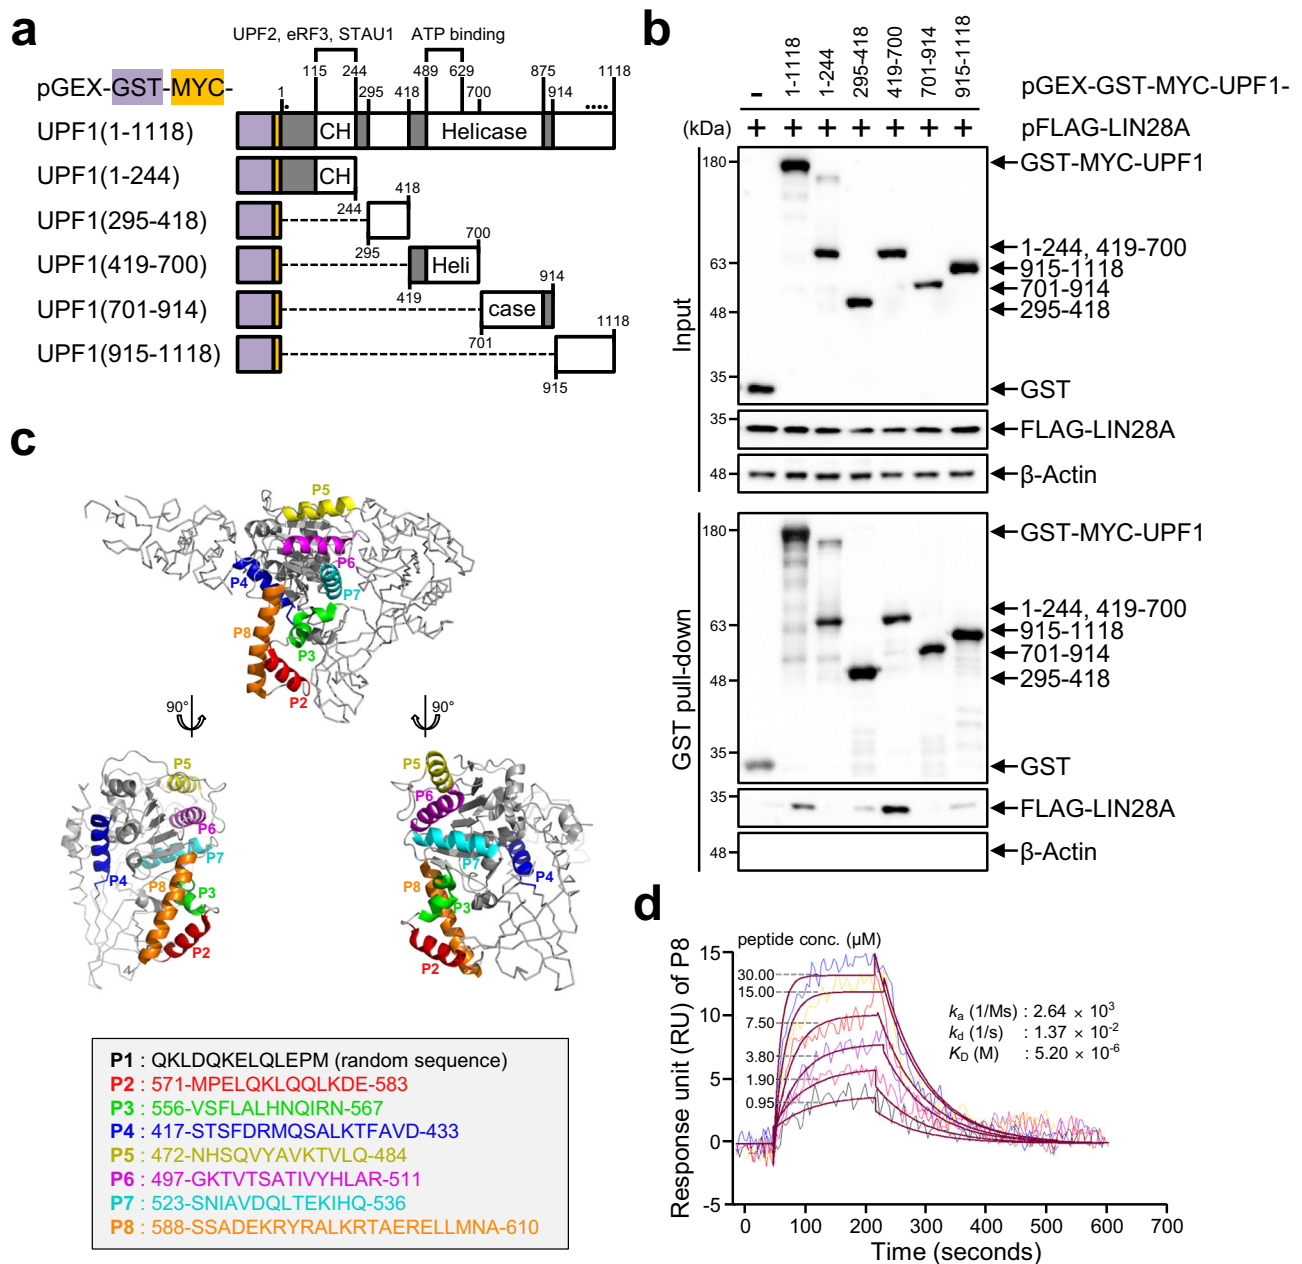 a
UPF2, eRF3, STAU1
ATP binding
115
244
489
629
875
1118
pGEX-GST-MYC-
1
295
418
700
914
UPF1(1-1118)
CH
Helicase
UPF1(1-244)
CH
244
418
UPF1(295-418)
295
700
UPF1(419-700)
Heli
419
914
UPF1(701-914)
case
701
1118
UPF1(915-1118)
915
b
-
1-1118
1-244
295-418
419-700
701-914
915-1118
pGEX-GST-MYC-UPF1-
(kDa)
+ + + + + + +
pFLAG-LIN28A
Input
180
GST-MYC-UPF1
1-244, 419-700
63
915-1118
701-914
48
295-418
35
GST
35
FLAG-LIN28A
48
β-Actin
GST pull-down
180
GST-MYC-UPF1
1-244, 419-700
63
915-1118
701-914
48
295-418
35
GST
35
FLAG-LIN28A
48
β-Actin
c
P5
P6
P4
P7
P8
P3
P2
90°
90°
P5
P6
P7
P4
P8
P3
P2
P5
P6
P7
P4
P8
P3
P2
P1 : QKLDQKELQLEPM (random sequence)
P2 : 571-MPELQKLQQLKDE-583
P3 : 556-VSFLALHNQIRN-567
P4 : 417-STSFDRMQSALKTFAVD-433
P5 : 472-NHSQVYAVKTVLQ-484
P6 : 497-GKTVTSATIVYHLAR-511
P7 : 523-SNIAVDQLTEKIHQ-536
P8 : 588-SSADEKRYRALKRTAERELLMNA-610
d
Response unit (RU) of P8
peptide conc. (µM)
15
10
5
0
-5
30.00
15.00
7.50
3.80
1.90
0.95
kₐ (1/Ms) : 2.64 × 10³
k_d (1/s) : 1.37 × 10⁻²
K_D (M) : 5.20 × 10⁻⁶
0 100 200 300 400 500 600 700
Time (seconds)